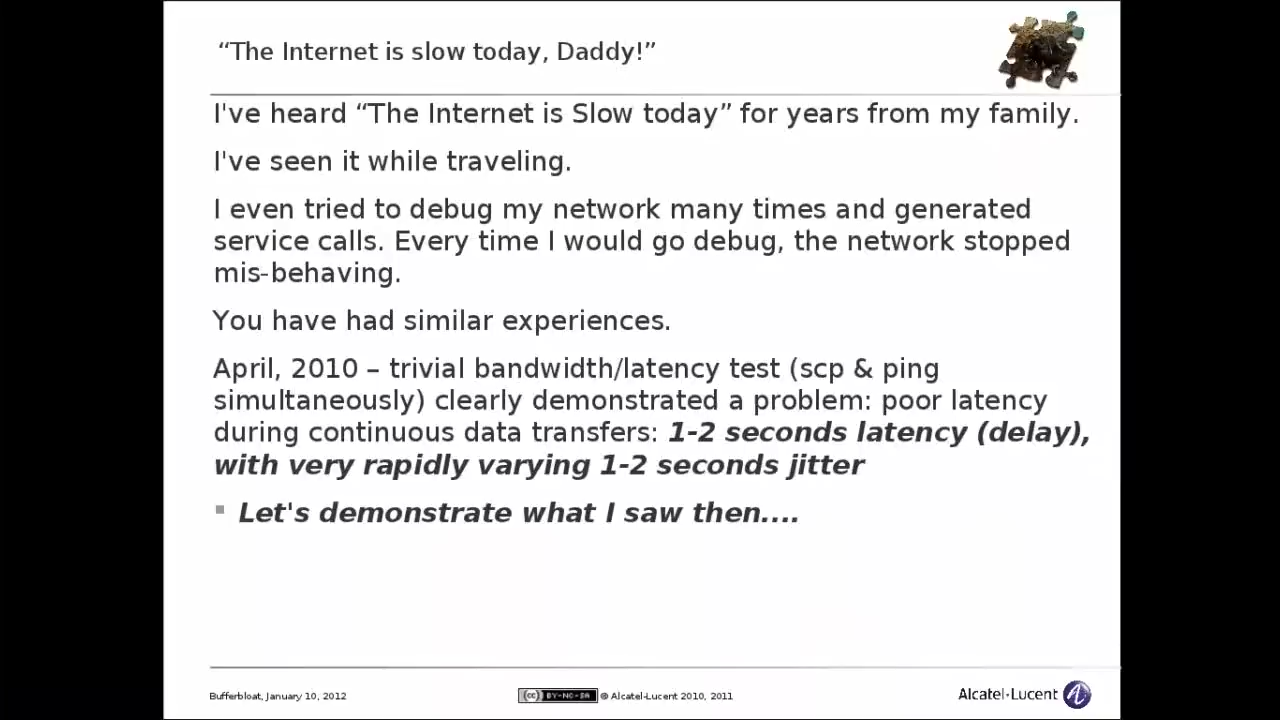 “The Internet is slow today, Daddy!”
I've heard “The Internet is Slow today” for years from my family.
I've seen it while traveling.
I even tried to debug my network many times and generated
service calls. Every time I would go debug, the network stopped
mis-behaving.
You have had similar experiences.
April, 2010 – trivial bandwidth/latency test (scp & ping
simultaneously) clearly demonstrated a problem: poor latency
during continuous data transfers: 1-2 seconds latency (delay),
with very rapidly varying 1-2 seconds jitter
▪ Let's demonstrate what I saw then....
Bufferbloat, January 10, 2012
(cc) BY-NC-SA © Alcatel-Lucent 2010, 2011
Alcatel·Lucent